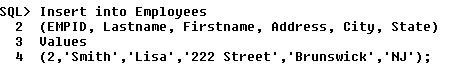 SQL> Insert into Employees
2 (EMPID, Lastname, Firstname, Address, City, State)
3 Values
4 (2,'Smith','Lisa','222 Street','Brunswick','NJ');